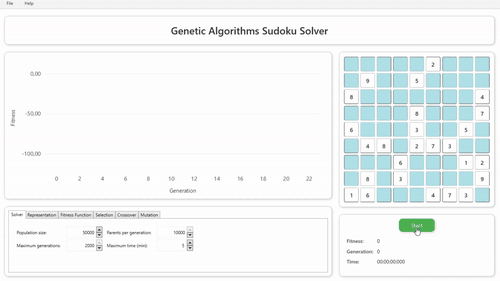 File Help
Genetic Algorithms Sudoku Solver
0,00
-50,00
-100,00
Fitness
0 2 4 6 8 10 12 14 16 18 20 22
Generation
2
9 5
8 4
8 7
6 3 5
4 8 2 7 3
6 1 2
8 3 9
1 6 4 7 3
Solver Representation Fitness Function Selection Crossover Mutation
Population size: 50000 Parents per generation: 10000
Maximum generations: 2000 Maximum time (min): 5
Start
Fitness: 0
Generation: 0
Time: 00:00:00:000